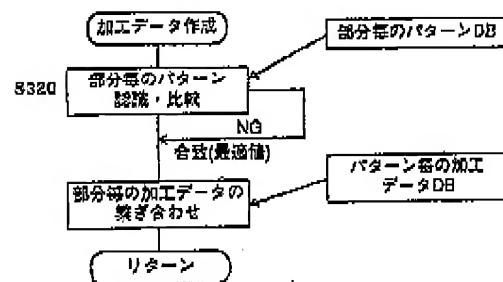 加工データ作成
部分毎のパターンDB
S320
部分毎のパターン
認識・比較
NG
合致(最適値)
パターン毎の加工
データDB
部分毎の加工データの
繋ぎ合わせ
リターン